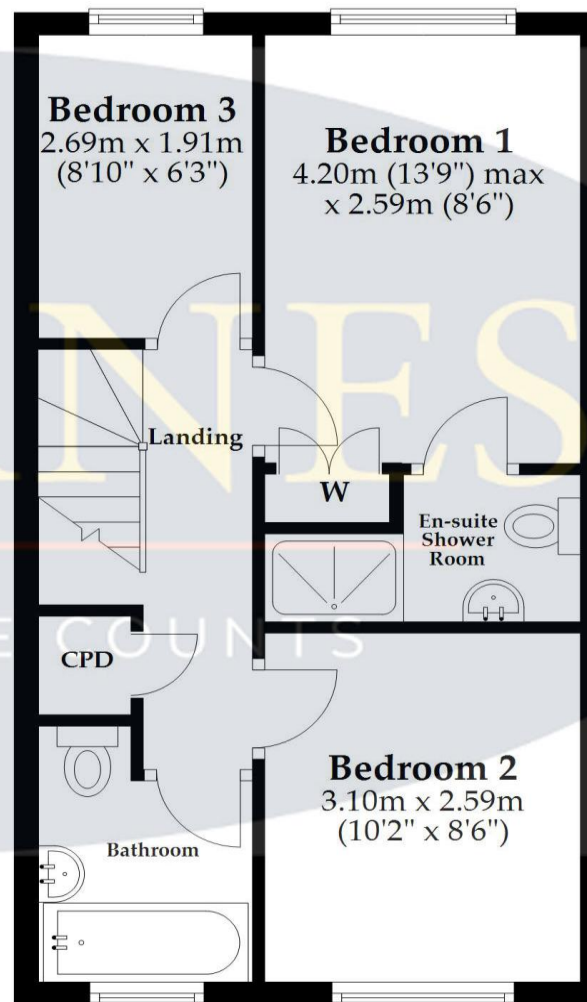 Bedroom 3
2.69m x 1.91m
(8'10" x 6'3")
Bedroom 1
4.20m (13'9") max
x 2.59m (8'6")
NES
Landing
W
En-suite
Shower
Room
E COUNTS
CPD
Bedroom 2
3.10m x 2.59m
(10'2" x 8'6")
Bathroom